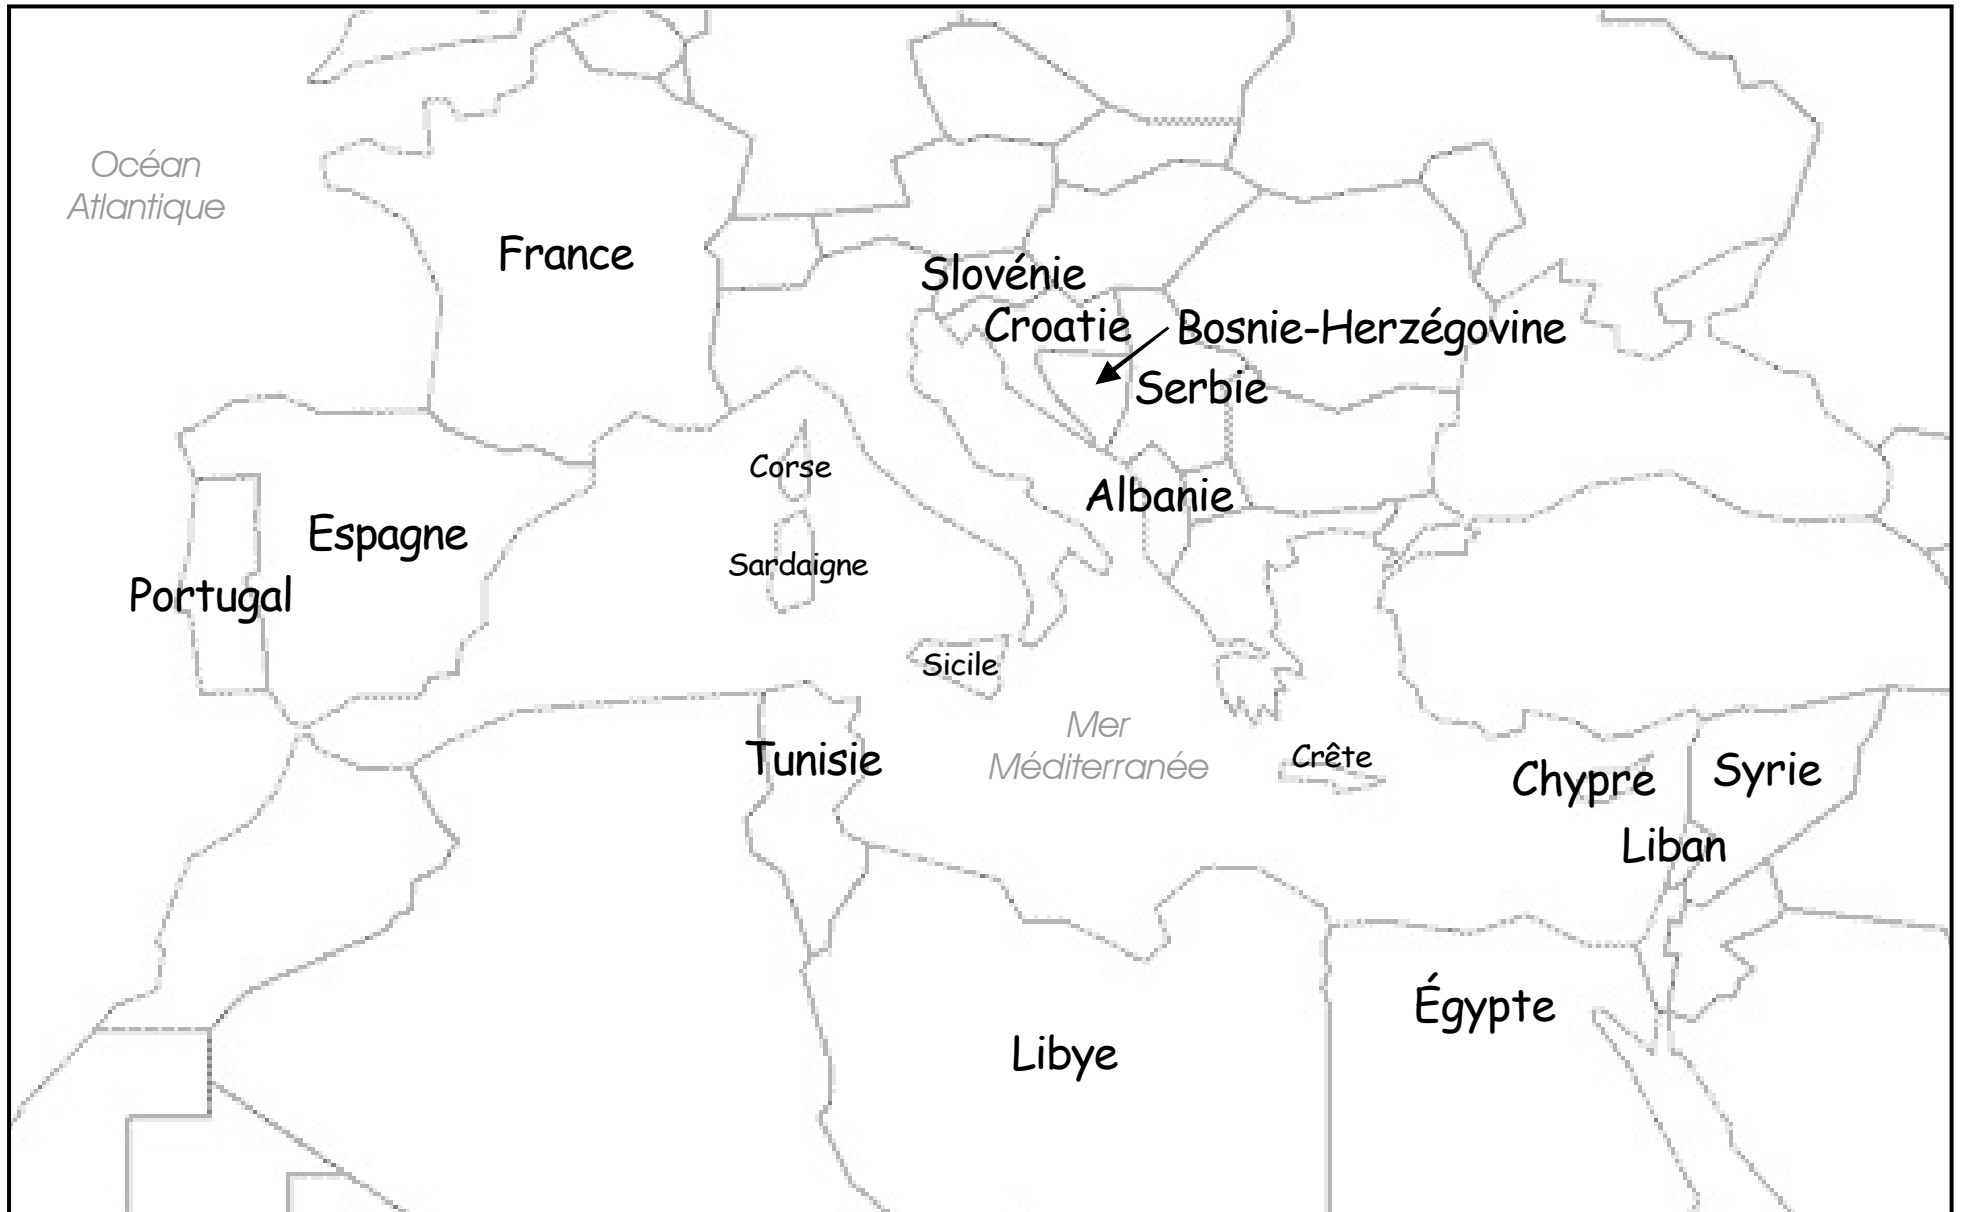 Océan
Atlantique
France
Slovénie
Croatie
Bosnie-Herzégovine
Serbie
Corse
Albanie
Espagne
Sardaigne
Portugal
Sicile
Mer
Méditerranée
Tunisie
Crête
Chypre
Syrie
Liban
Égypte
Libye